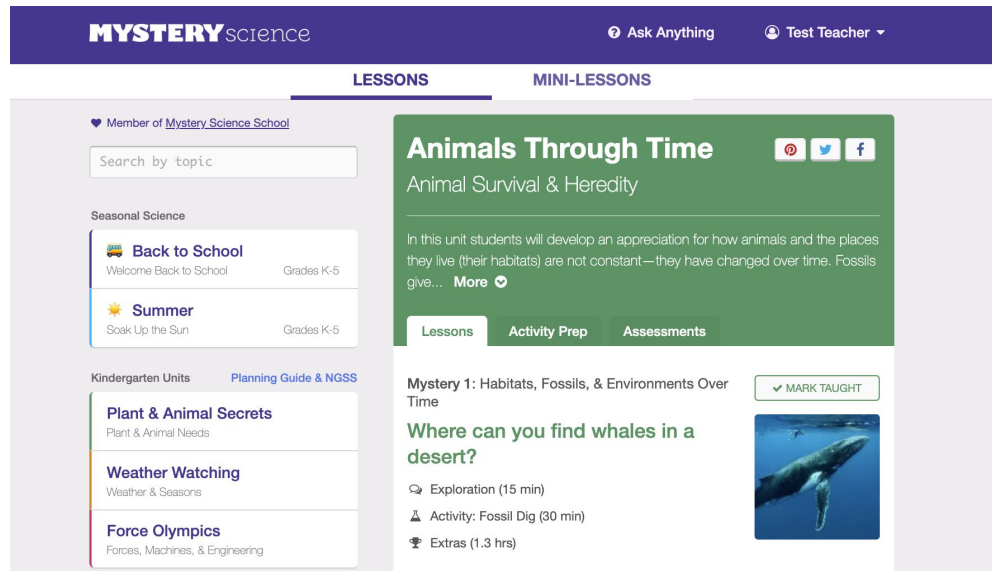 MYSTERY science
Ask Anything
Test Teacher
LESSONS
MINI-LESSONS
Member of Mystery Science School
Search by topic
Seasonal Science
Back to School
Welcome Back to School
Grades K-5
Summer
Soak Up the Sun
Grades K-5
Kindergarten Units
Planning Guide & NGSS
Plant & Animal Secrets
Plant & Animal Needs
Weather Watching
Weather & Seasons
Force Olympics
Forces, Machines, & Engineering
Animals Through Time
Animal Survival & Heredity
In this unit students will develop an appreciation for how animals and the places
they live (their habitats) are not constant—they have changed over time. Fossils
give... More
Lessons
Activity Prep
Assessments
Mystery 1: Habitats, Fossils, & Environments Over
Time
MARK TAUGHT
Where can you find whales in a
desert?
Exploration (15 min)
Activity: Fossil Dig (30 min)
Extras (1.3 hrs)